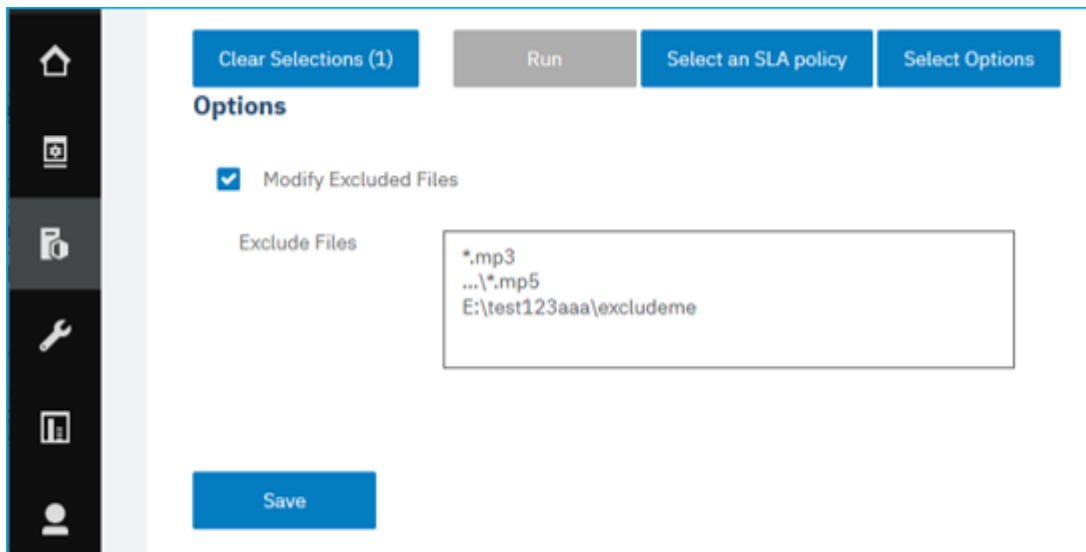 Clear Selections (1)
Run
Select an SLA policy
Select Options
Options
Modify Excluded Files
Exclude Files
*.mp3
...\*.mp5
E:\test123aaa\excludeme
Save